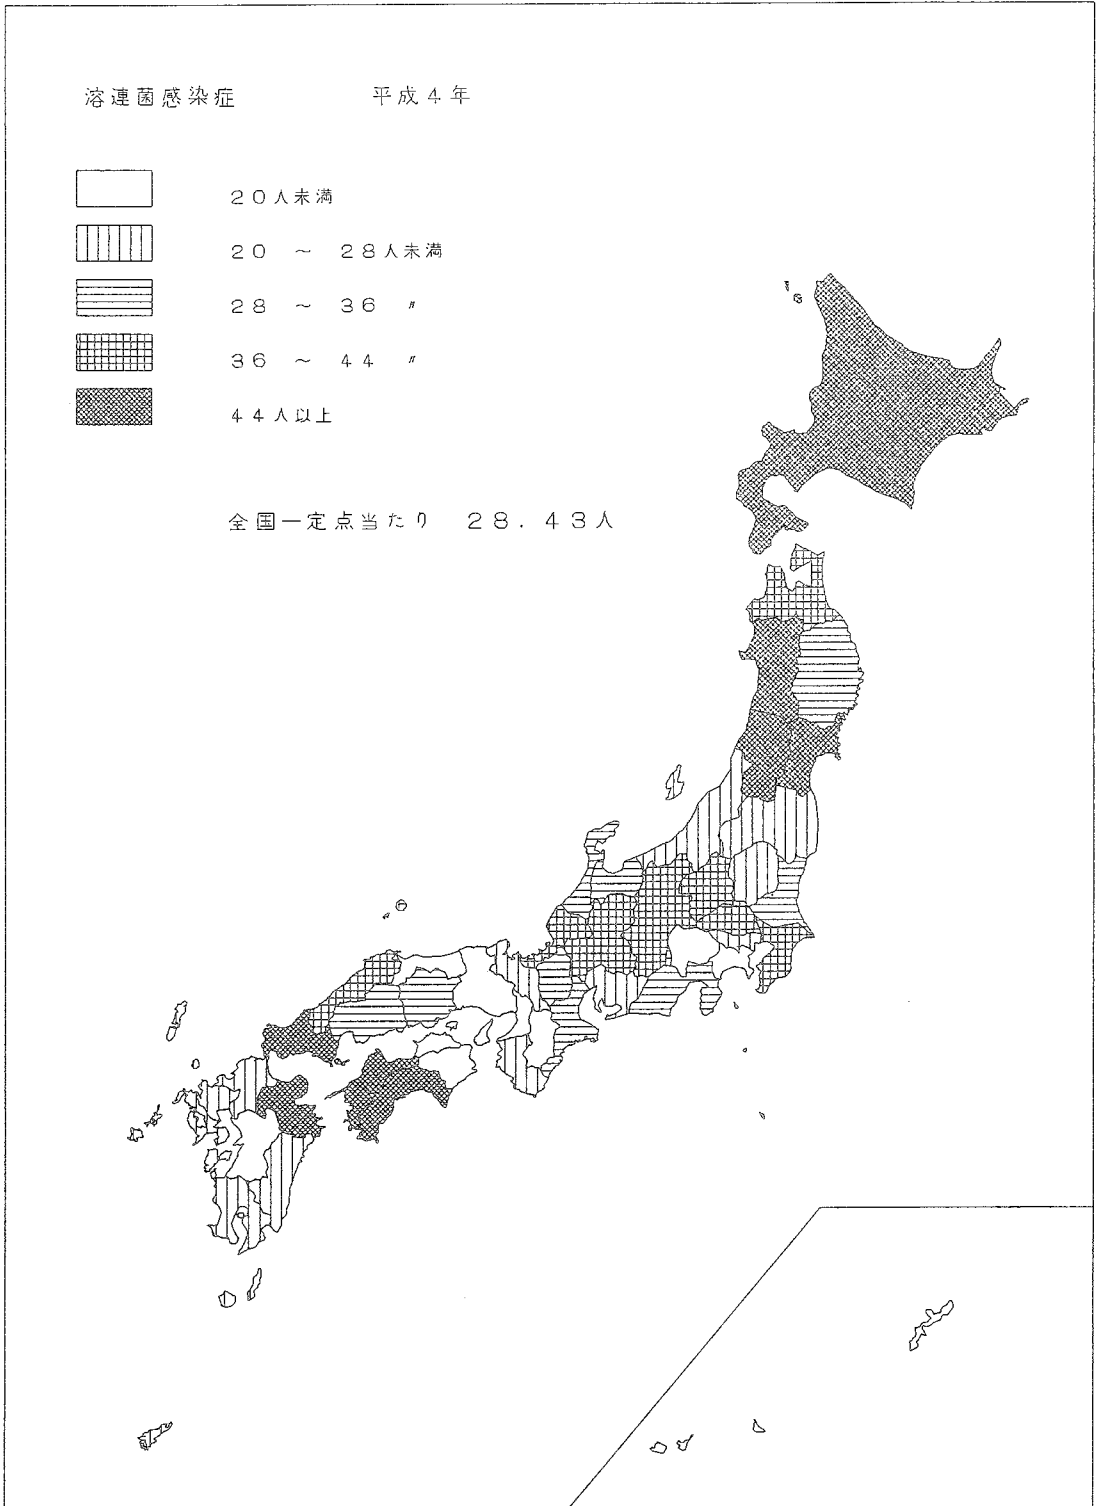 溶連菌感染症 平成4年
20人未満
20 ～ 28人未満
28 ～ 36 〃
36 ～ 44 〃
44人以上
全国一定点当たり 28.43人